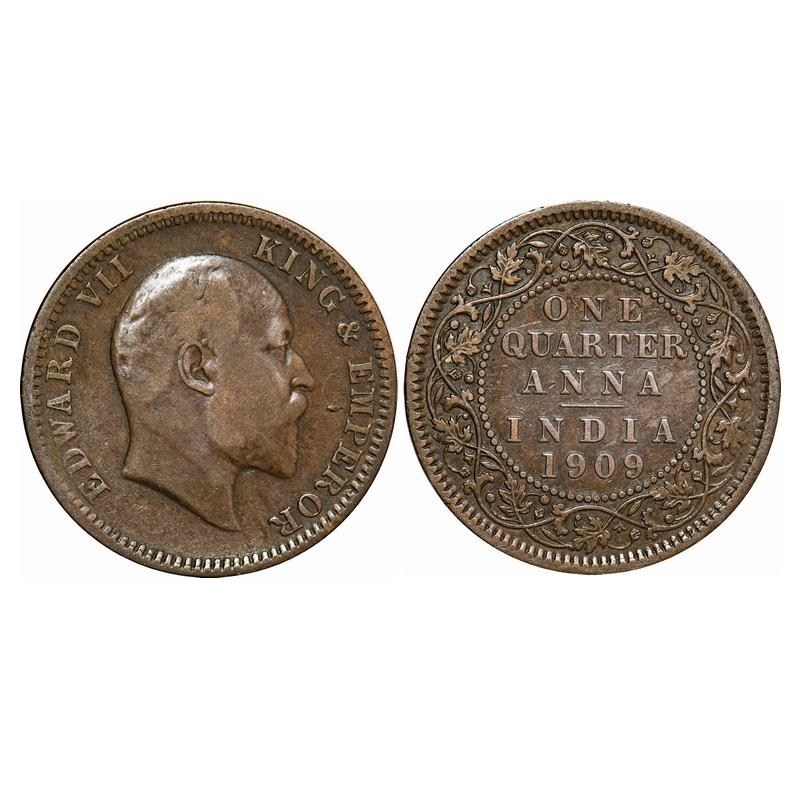 EDWARD VII KING & EMPEROR
ONE
QUARTER
ANNA
INDIA
1909